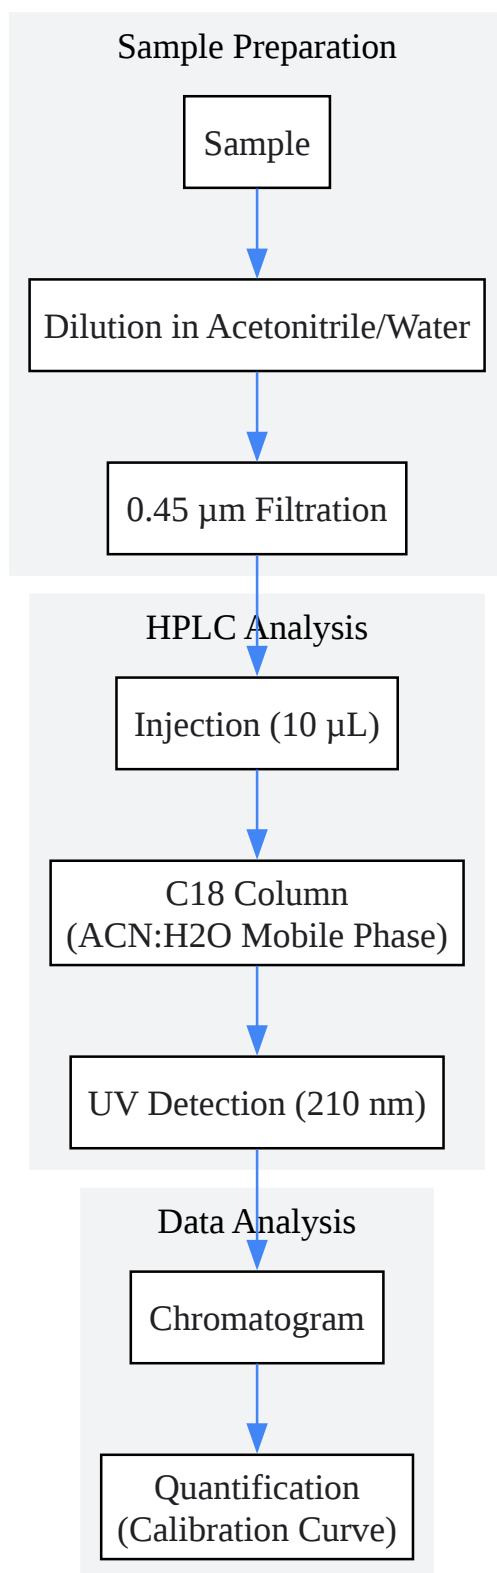 Sample Preparation
Sample
Dilution in Acetonitrile/Water
0.45 µm Filtration
HPLC Analysis
Injection (10 µL)
C18 Column
(ACN:H2O Mobile Phase)
UV Detection (210 nm)
Data Analysis
Chromatogram
Quantification
(Calibration Curve)